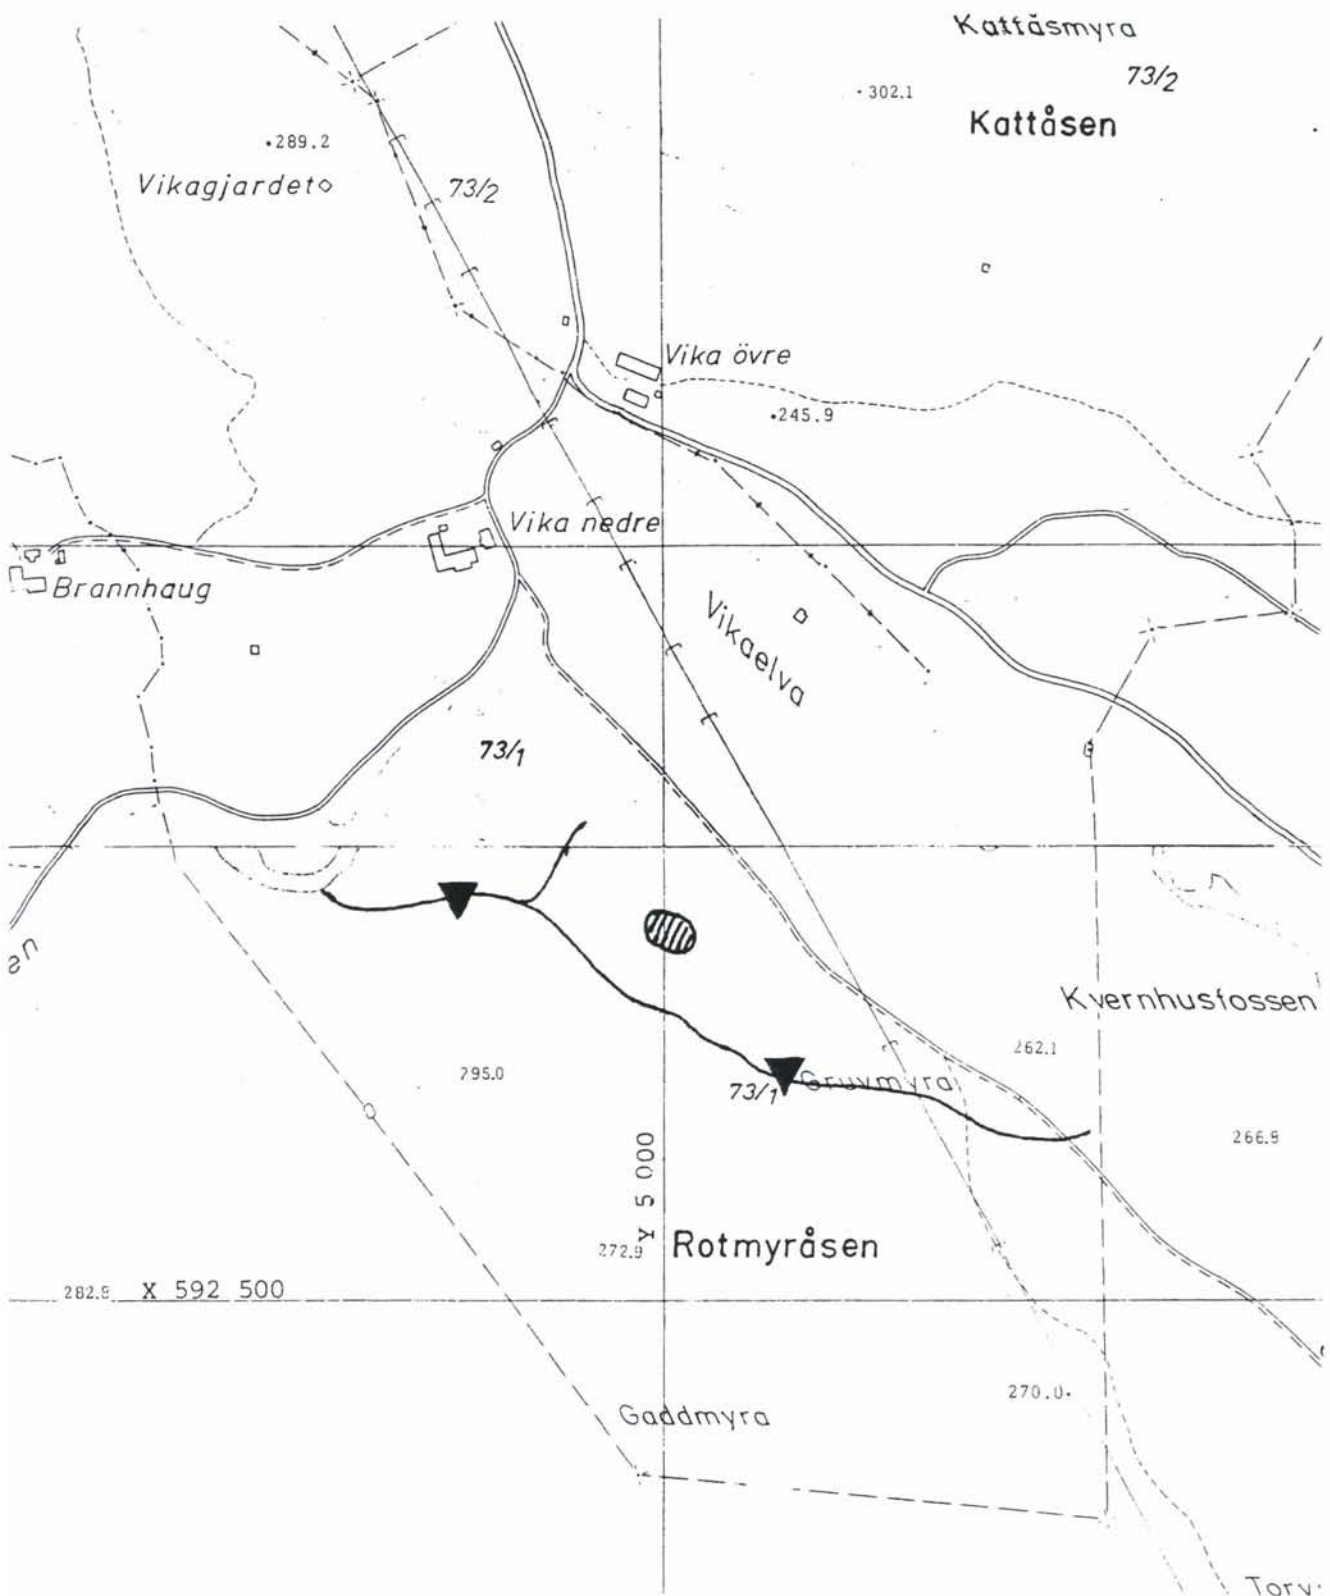 Kattåsmyra
73/2
302.1
Kattåsen
289.2
Vikagjardet
73/2
Vika övre
245.9
Vika nedre
Brannhaug
Vikaelva
73/1
Kvernhusfossen
262.1
295.0
73/1
Gruvmyra
266.9
Y 5 000
272.9
Rotmyråsen
282.9
X 592 500
270.0
Gaddmyra
Torv